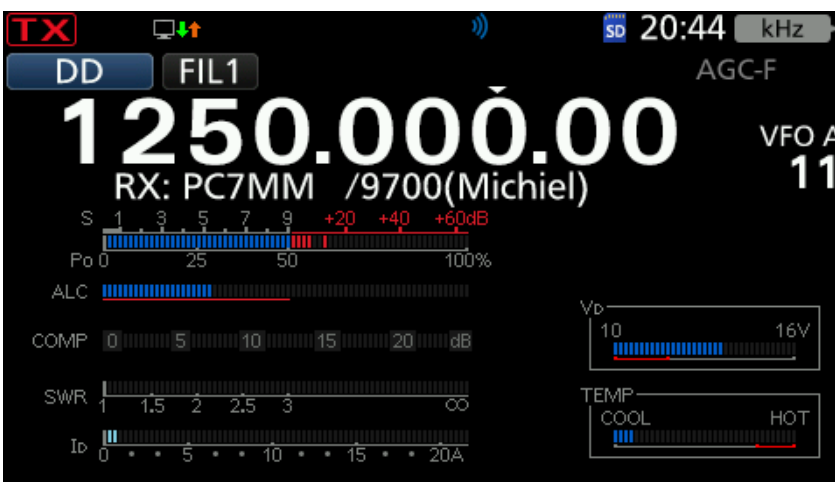 TX SD 20:44 kHz
DD FIL1 AGC-F
1250.000.00 VFO A
RX: PC7MM /9700(Michiel) 11
S 1 3 5 7 9 +20 +40 +60dB
Po 0 25 50 100%
ALC
COMP 0 5 10 15 20 dB
SWR 1 1.5 2 2.5 3 ∞
ID 0 5 10 15 20A
VD
10 16V
TEMP
COOL HOT